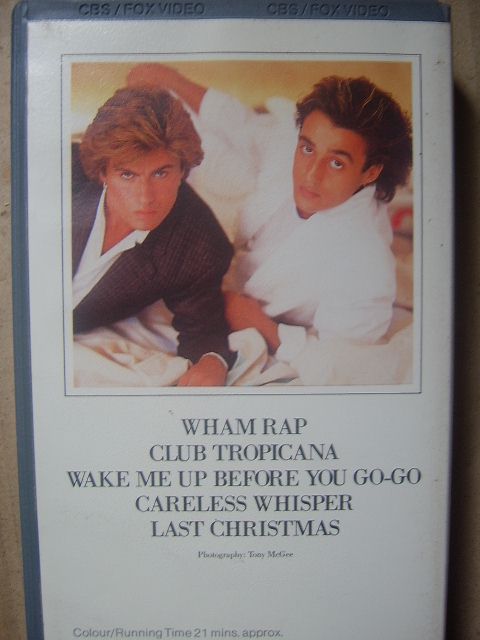 CBS/FOX VIDEO CBS/FOX VIDEO
WHAM RAP
CLUB TROPICANA
WAKE ME UP BEFORE YOU GO-GO
CARELESS WHISPER
LAST CHRISTMAS
Photography: Tony McGee
Colour/Running Time 21 mins. approx.